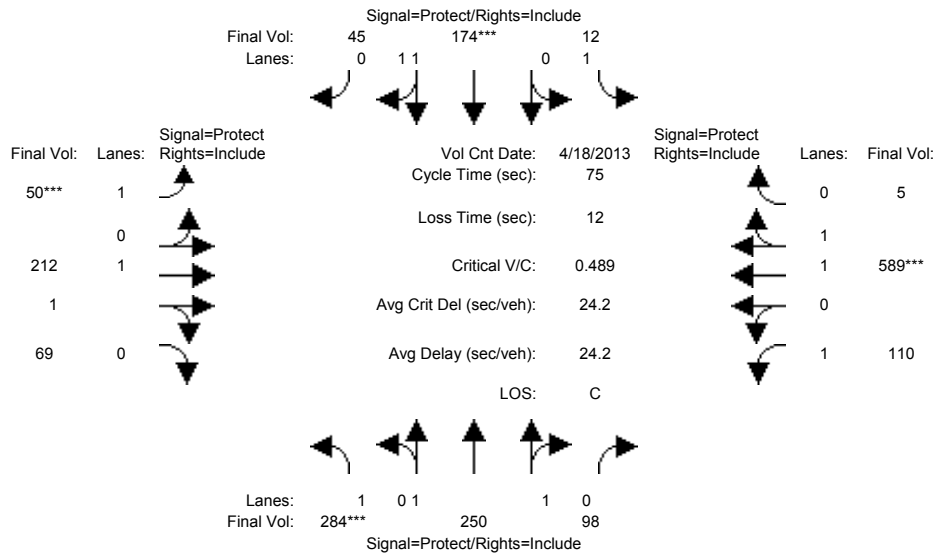 Signal=Protect/Rights=Include
Final Vol: 45 174*** 12
Lanes: 0 1 1 0 1
Signal=Protect
Final Vol: Lanes: Rights=Include
Vol Cnt Date: 4/18/2013
Signal=Protect
Rights=Include Lanes: Final Vol:
Cycle Time (sec): 75
50*** 1
0 5
Loss Time (sec): 12
0
1
212 1
Critical V/C: 0.489
1 589***
1
Avg Crit Del (sec/veh): 24.2
0
69 0
Avg Delay (sec/veh): 24.2
1 110
LOS: C
Lanes: 1 0 1 1 0
Final Vol: 284*** 250 98
Signal=Protect/Rights=Include